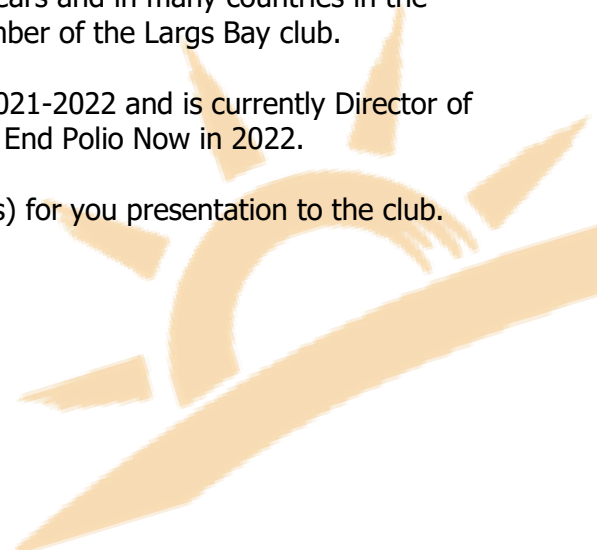 ears and in many countries in the
mber of the Largs Bay club.
021-2022 and is currently Director of
End Polio Now in 2022.
s) for you presentation to the club.